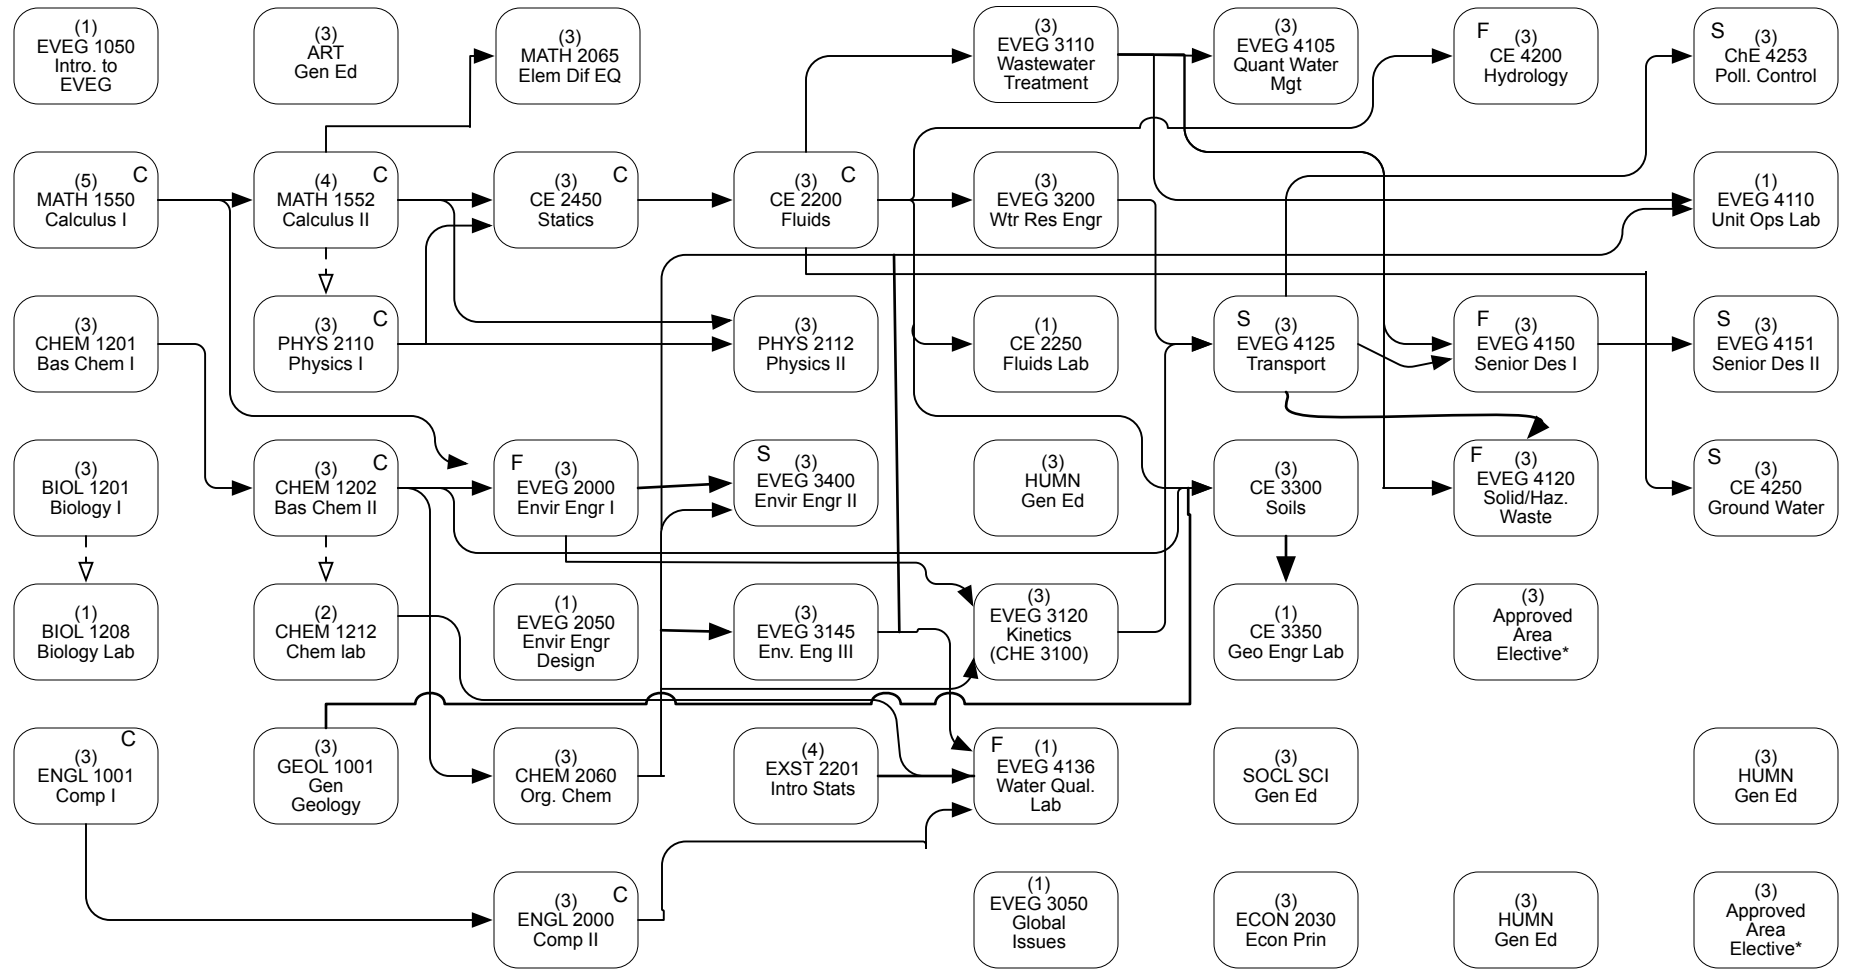 (1)
EVEG 1050
Intro. to
EVEG
(3)
ART
Gen Ed
(3)
MATH 2065
Elem Dif EQ
(3)
EVEG 3110
Wastewater
Treatment
(3)
EVEG 4105
Quant Water
Mgt
F (3)
CE 4200
Hydrology
S (3)
ChE 4253
Poll. Control
(5) C
MATH 1550
Calculus I
(4) C
MATH 1552
Calculus II
(3) C
CE 2450
Statics
(3) C
CE 2200
Fluids
(3)
EVEG 3200
Wtr Res Engr
(1)
EVEG 4110
Unit Ops Lab
(3)
CHEM 1201
Bas Chem I
(3) C
PHYS 2110
Physics I
(3)
PHYS 2112
Physics II
(1)
CE 2250
Fluids Lab
S (3)
EVEG 4125
Transport
F (3)
EVEG 4150
Senior Des I
S (3)
EVEG 4151
Senior Des II
(3)
BIOL 1201
Biology I
(3) C
CHEM 1202
Bas Chem II
F (3)
EVEG 2000
Envir Engr I
S (3)
EVEG 3400
Envir Engr II
(3)
HUMN
Gen Ed
(3)
CE 3300
Soils
F (3)
EVEG 4120
Solid/Haz.
Waste
S (3)
CE 4250
Ground Water
(1)
BIOL 1208
Biology Lab
(2)
CHEM 1212
Chem lab
(1)
EVEG 2050
Envir Engr
Design
(3)
EVEG 3145
Env. Eng III
(3)
EVEG 3120
Kinetics
(CHE 3100)
(1)
CE 3350
Geo Engr Lab
(3)
Approved
Area
Elective*
(3) C
ENGL 1001
Comp I
(3)
GEOL 1001
Gen
Geology
(3)
CHEM 2060
Org. Chem
(4)
EXST 2201
Intro Stats
F (1)
EVEG 4136
Water Qual.
Lab
(3)
SOCL SCI
Gen Ed
(3)
HUMN
Gen Ed
(3) C
ENGL 2000
Comp II
(1)
EVEG 3050
Global
Issues
(3)
ECON 2030
Econ Prin
(3)
HUMN
Gen Ed
(3)
Approved
Area
Elective*